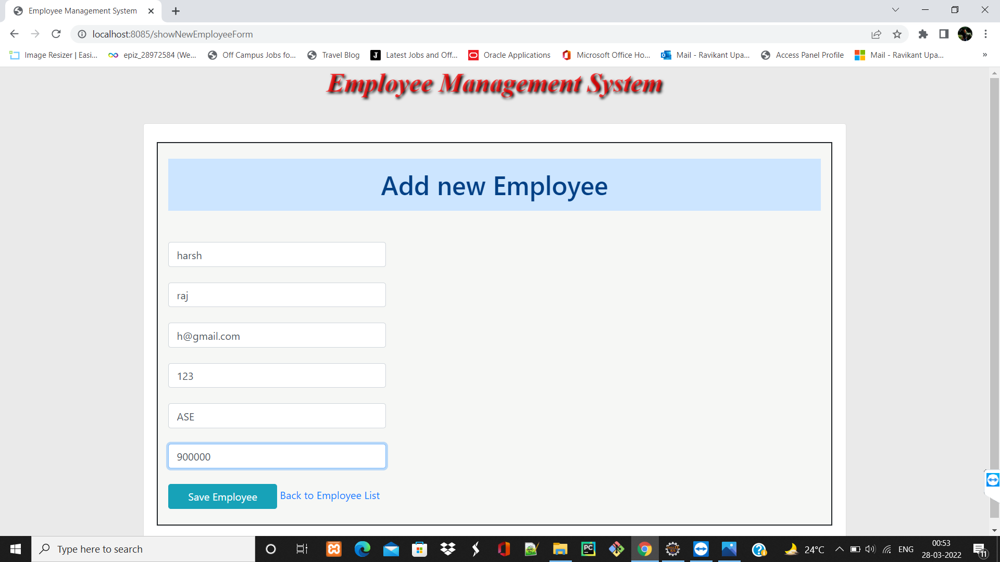 Employee Management System
localhost:8085/showNewEmployeeForm
Image Resizer | Easi...
epiz_28972584 (We...
Off Campus Jobs fo...
Travel Blog
J
Latest Jobs and Off...
Oracle Applications
Microsoft Office Ho...
Mail - Ravikant Upa...
Access Panel Profile
Mail - Ravikant Upa...
»
Employee Management System
Add new Employee
harsh
raj
h@gmail.com
123
ASE
900000
Save Employee Back to Employee List
Type here to search
PC
24°C
ENG
00:53
28-03-2022
11